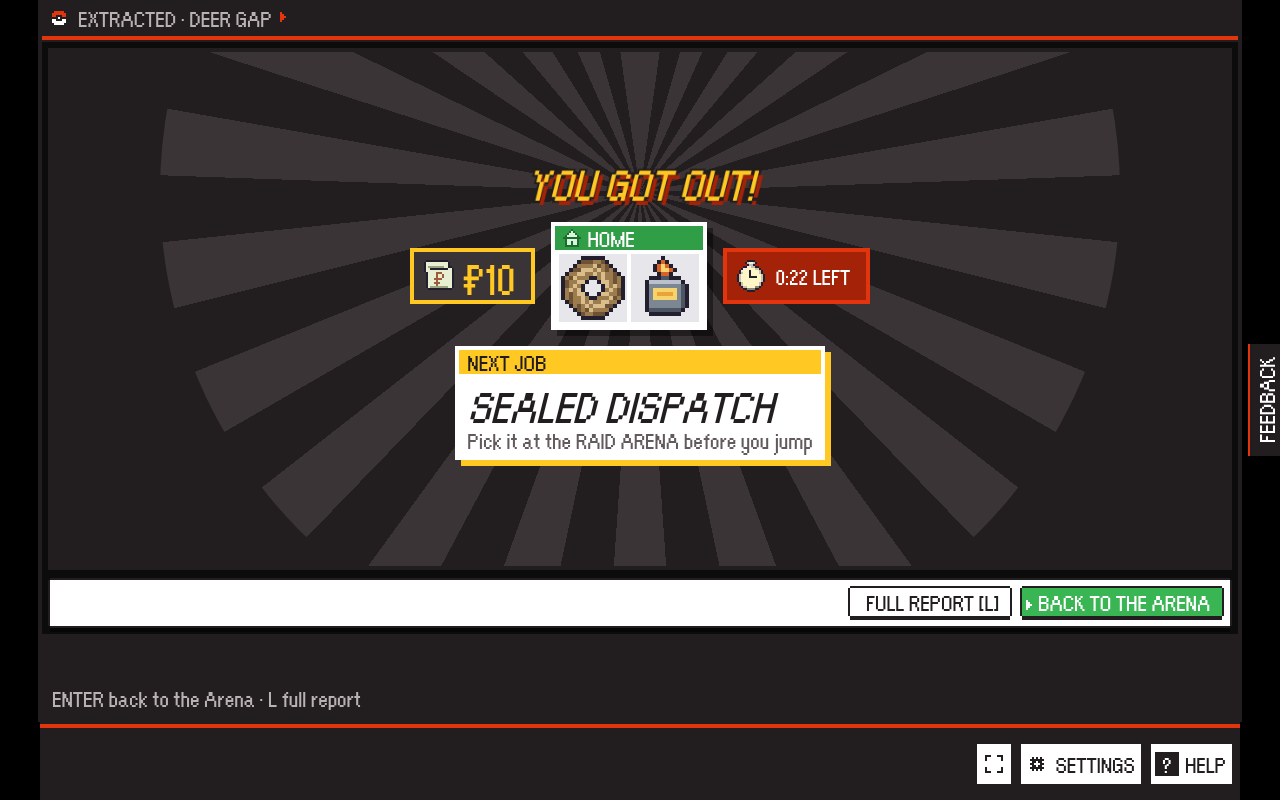 EXTRACTED · DEER GAP
YOU GOT OUT!
HOME
₽10
0:22 LEFT
NEXT JOB
SEALED DISPATCH
Pick it at the RAID ARENA before you jump
FULL REPORT [L]
BACK TO THE ARENA
FEEDBACK
ENTER back to the Arena · L full report
SETTINGS
? HELP